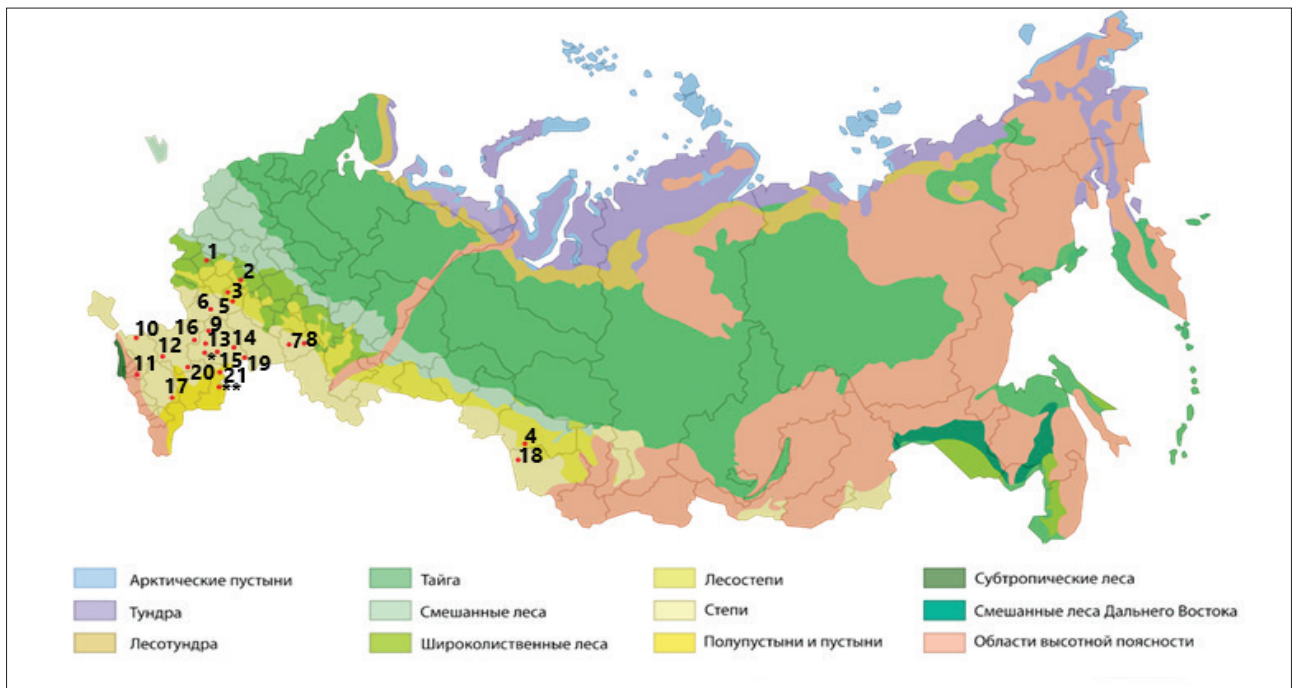 1
2
3
5
6
9
10
16
13
14
7
8
12
*
15
19
11
20
21
17
**
4
18
Арктические пустыни
Тундра
Лесотундра
Тайга
Смешанные леса
Широколиственные леса
Лесостепи
Степи
Полупустыни и пустыни
Субтропические леса
Смешанные леса Дальнего Востока
Области высотной поясности